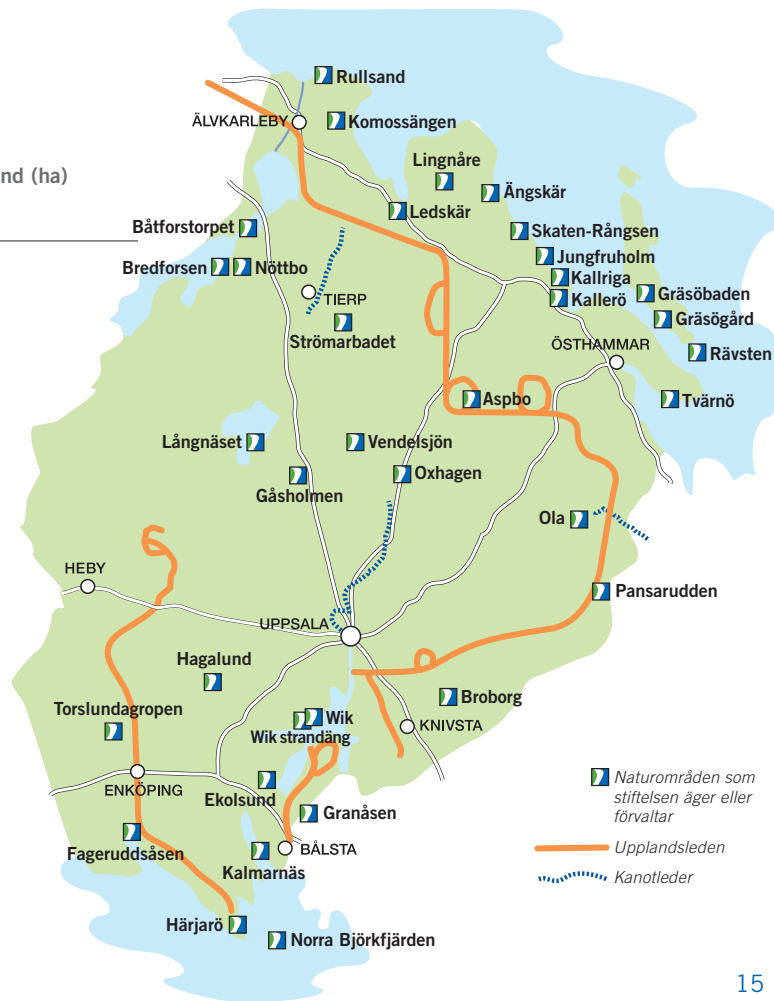 nd (ha)
Rullsand
ÄLVKARLEBY
Komossängen
Lingnåre
Ängskär
Ledskär
Båtforstorpet
Skaten-Rångsen
Jungfruholm
Bredforsen
Nöttbo
Kallriga
Kallerö
Gräsöbaden
TIERP
Gräsögård
Strömarbadet
ÖSTHAMMAR
Rävsten
Aspbo
Tvärnö
Långnäset
Vendelsjön
Gåsholmen
Oxhagen
Ola
HEBY
Pansarudden
UPPSALA
Hagalund
Broborg
Torslundagropen
Wik
Wik strandäng
KNIVSTA
ENKÖPING
Ekolsund
Granåsen
Fageruddsåsen
BÅLSTA
Kalmarnäs
Härjarö
Norra Björkfjärden
Naturområden som
stiftelsen äger eller
förvaltar
Upplandsleden
Kanotleder
15